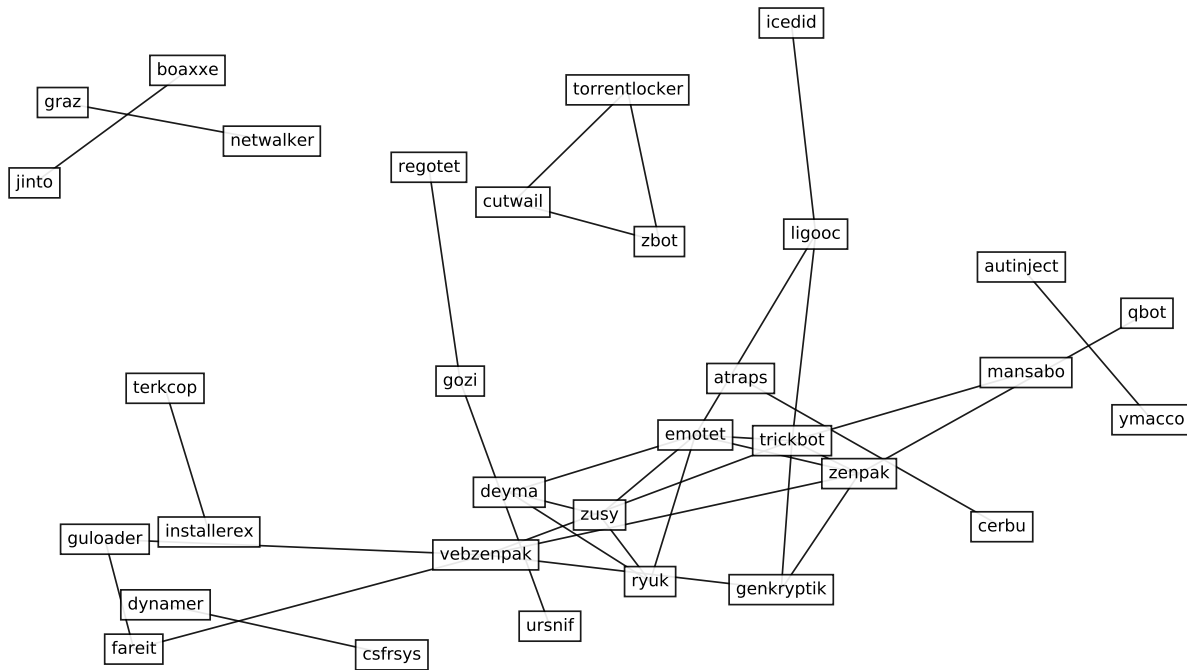 icedid
boaxxe
torrentlocker
graz
netwalker
regotet
jinto
cutwail
ligooc
zbot
autinject
qbot
mansabo
atraps
gozi
terkcop
ymacco
emotet
trickbot
zenpak
deyma
zusy
cerbu
installerex
guloader
vebzenpak
ryuk
genkryptik
dynamer
ursnif
fareit
csfrsys